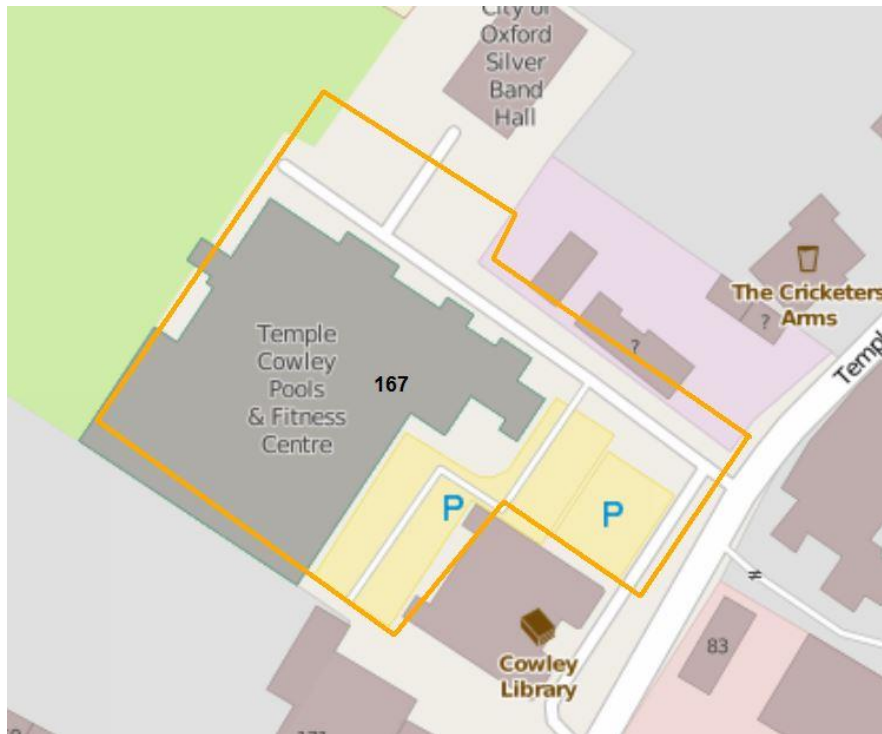 City of
Oxford
Silver
Band
Hall
The Cricketers
Arms
?
?
Templ
Temple
Cowley
Pools
& Fitness
Centre
167
P
P
83
Cowley
Library
171